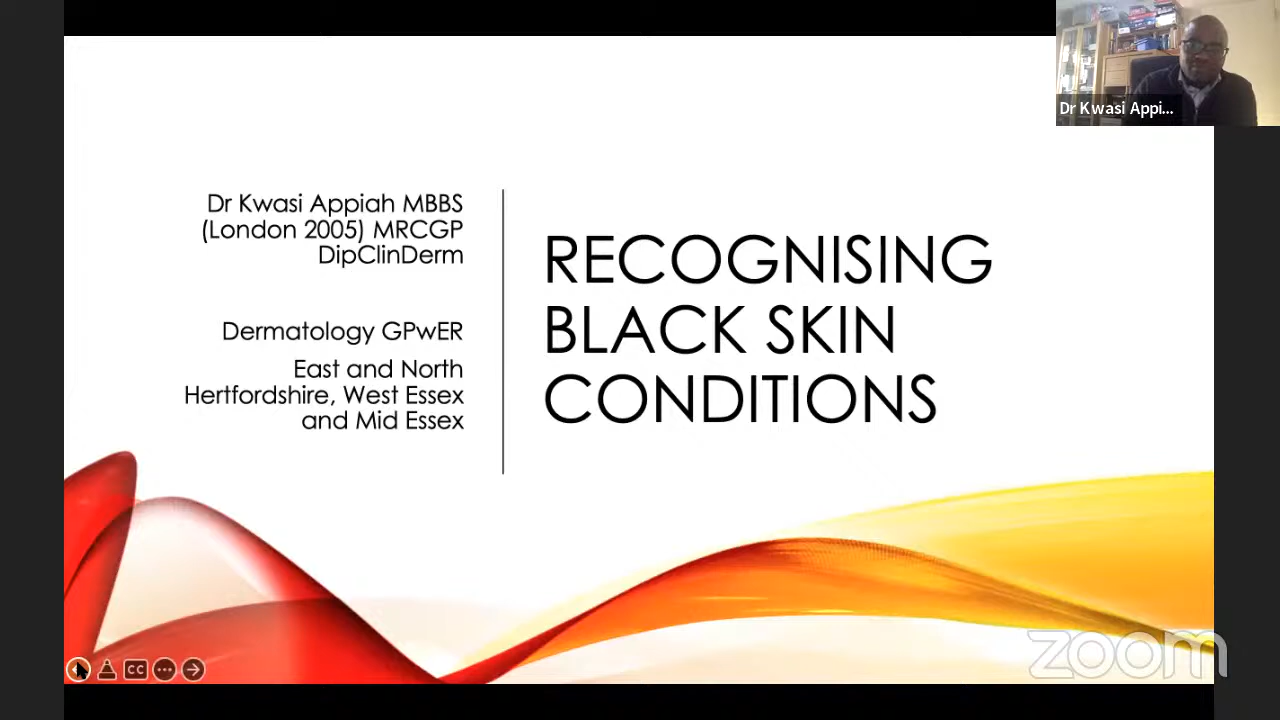 Dr Kwasi Appi...
Dr Kwasi Appiah MBBS
(London 2005) MRCGP
DipClinDerm
Dermatology GPwER
East and North
Hertfordshire, West Essex
and Mid Essex
RECOGNISING
BLACK SKIN
CONDITIONS
CC
zoom